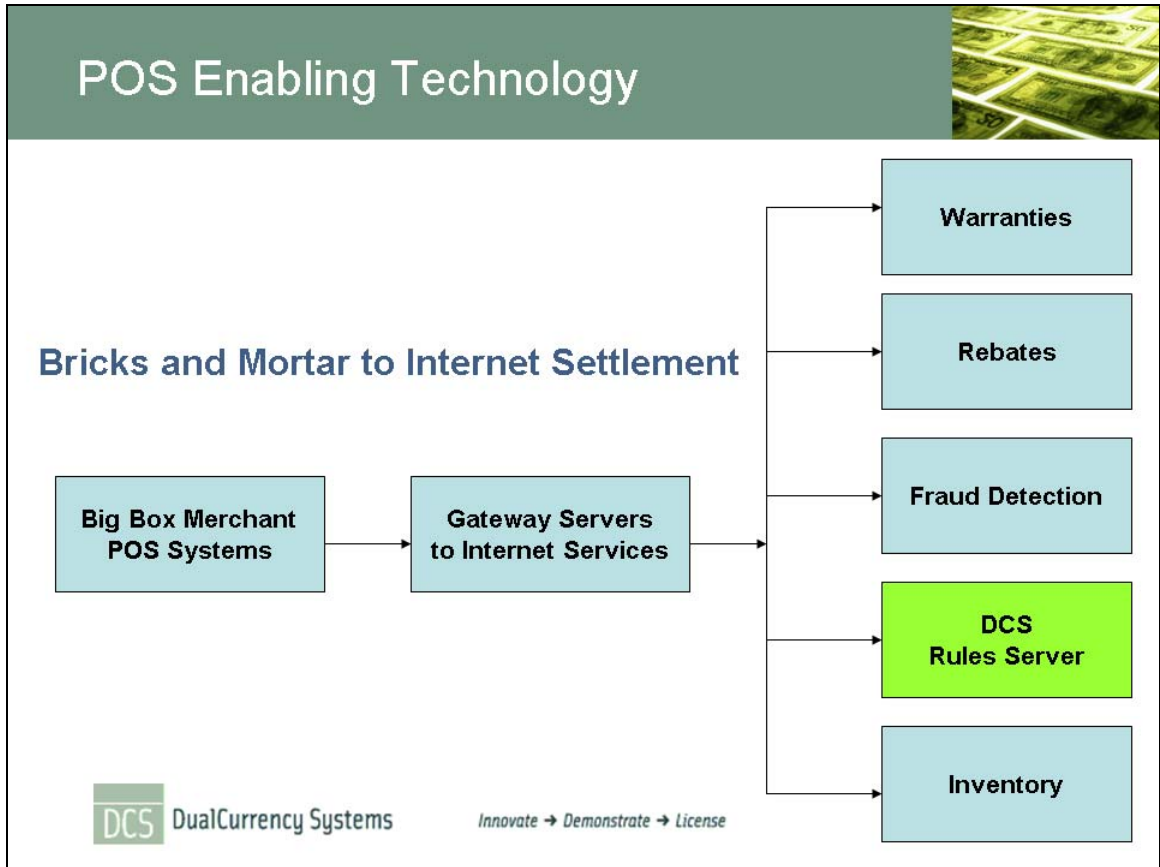 POS Enabling Technology
Warranties
Bricks and Mortar to Internet Settlement
Rebates
Big Box Merchant
POS Systems
Gateway Servers
to Internet Services
Fraud Detection
DCS
Rules Server
Inventory
DCS DualCurrency Systems
Innovate → Demonstrate → License